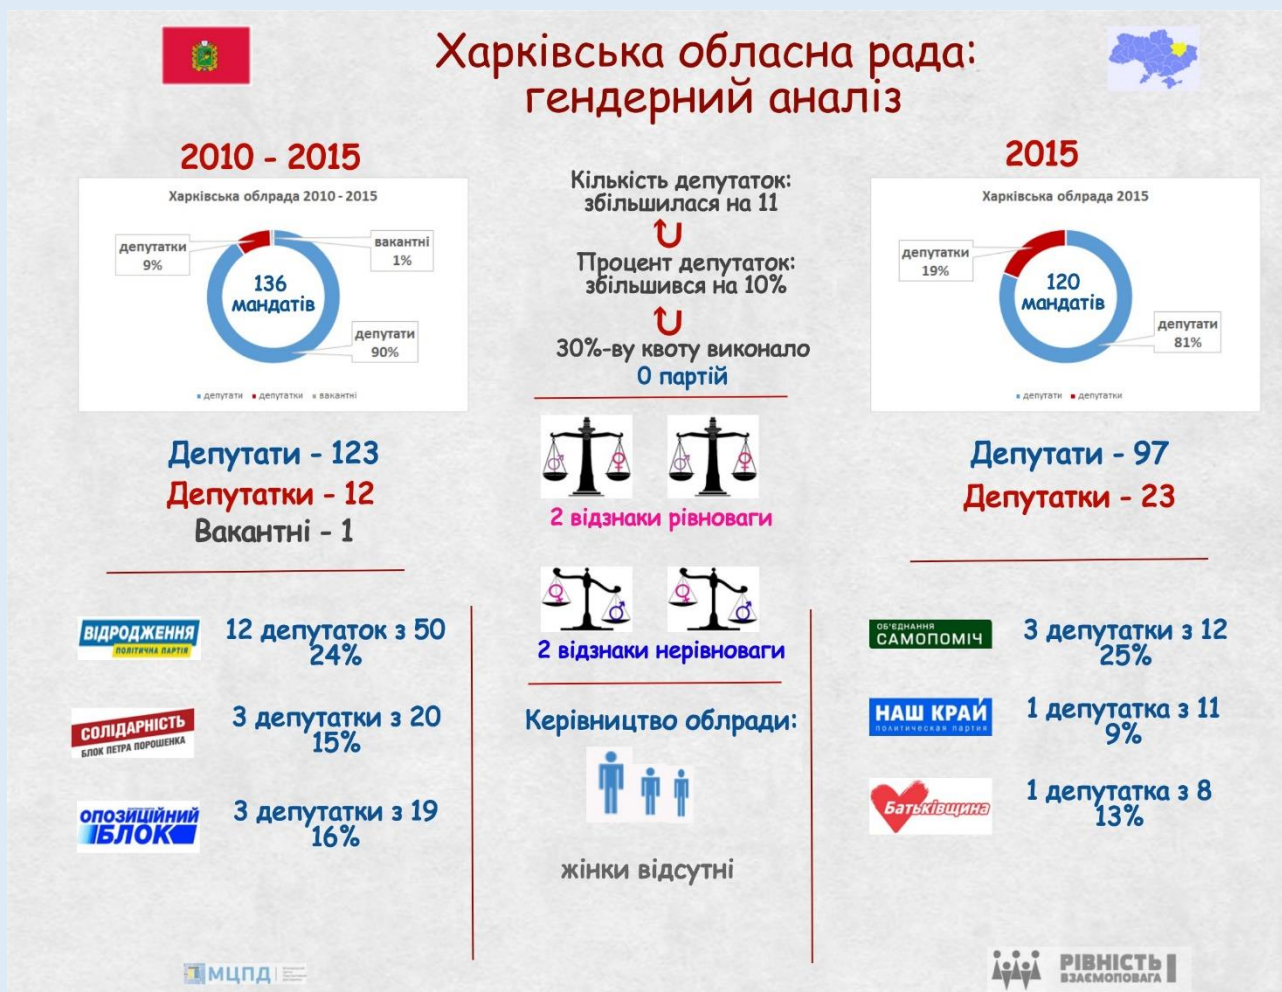 Харківська обласна рада:
гендерний аналіз
2010 - 2015
Харківська облрада 2010 - 2015
депутатки
9%
вакантні
1%
136
мандатів
депутати
90%
депутати депутатки вакантні
Депутати - 123
Депутатки - 12
Вакантні - 1
Кількість депутаток:
збільшилася на 11
Процент депутаток:
збільшився на 10%
30%-ву квоту виконало
0 партій
2 відзнаки рівноваги
2 відзнаки нерівноваги
Керівництво облради:
жінки відсутні
2015
Харківська облрада 2015
депутатки
19%
120
мандатів
депутати
81%
депутати депутатки
Депутати - 97
Депутатки - 23
ВІДРОДЖЕННЯ
ПОЛІТИЧНА ПАРТІЯ
12 депутаток з 50
24%
СОЛІДАРНІСТЬ
БЛОК ПЕТРА ПОРОШЕНКА
3 депутатки з 20
15%
ОПОЗИЦІЙНИЙ
БЛОК
3 депутатки з 19
16%
ОБ'ЄДНАННЯ
САМОПОМІЧ
3 депутатки з 12
25%
НАШ КРАЙ
политическая партия
1 депутатка з 11
9%
Батьківщина
1 депутатка з 8
13%
МЦПД
РІВНІСТЬ
ВЗАЄМОПОВАГА